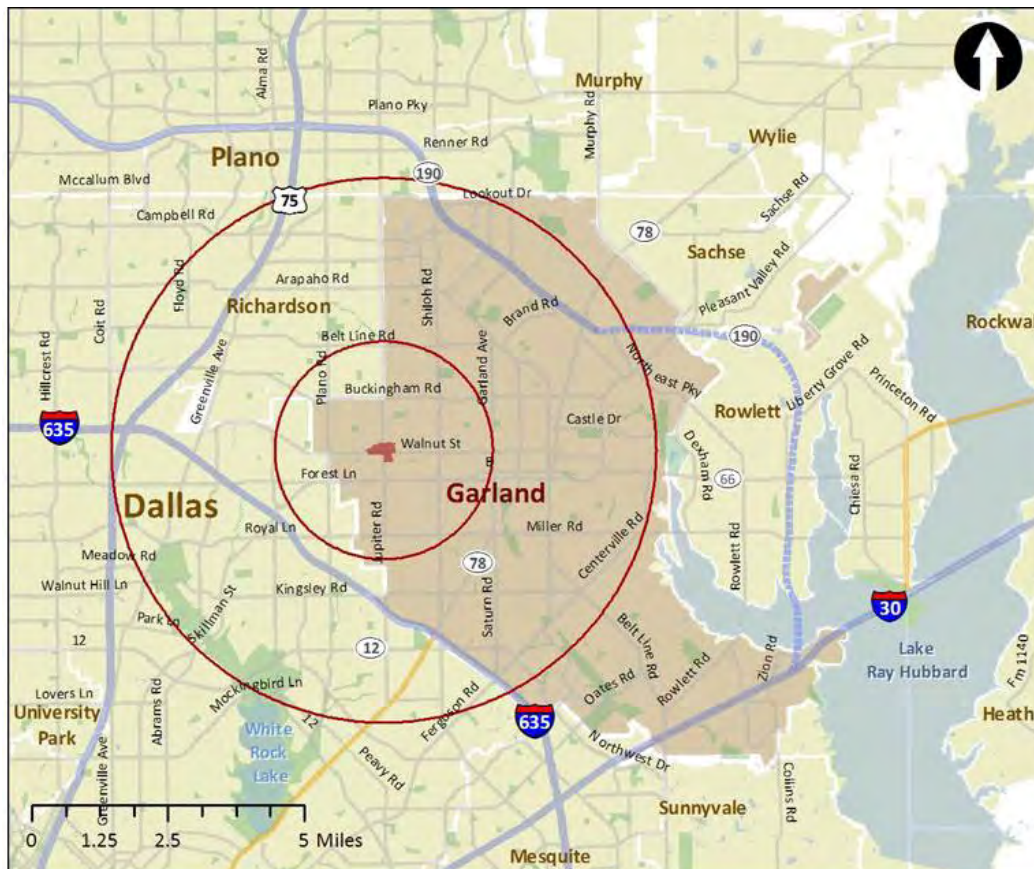 Murphy
Alma Rd
Plano Pky
Murphy Rd
Wylie
Renner Rd
Plano
190
Mccallum Blvd
75
Lookout Dr
Sachse Rd
Campbell Rd
78
Sachse
Floyd Rd
Arapaho Rd
Shiloh Rd
Pleasant Valley Rd
Richardson
Brand Rd
Coit Rd
Belt Line Rd
190
Rockwa
Hillcrest Rd
Greenville Ave
Plano Rd
Garland Ave
Northeast Pky
Liberty Grove Rd
Princeton Rd
Buckingham Rd
Rowlett
635
Castle Dr
Walnut St
Dexham Rd
B
Forest Ln
66
Chiesa Rd
Garland
Dallas
Royal Ln
Jupiter Rd
Miller Rd
Centerville Rd
Rowlett Rd
Meadow Rd
78
Walnut Hill Ln
Kingsley Rd
30
Park Ln
Skillman St
Saturn Rd
12
12
Belt Line Rd
Lake
Ray Hubbard
Zion Rd
Fm 1140
Lovers Ln
Mockingbird Ln
Oates Rd
Rowlett Rd
University
Park
Abrams Rd
12
Ferguson Rd
635
Heath
White
Rock
Lake
Northwest Dr
Peavy Rd
Greenville Ave
Collins Rd
Sunnyvale
0 1.25 2.5 5 Miles
Mesquite